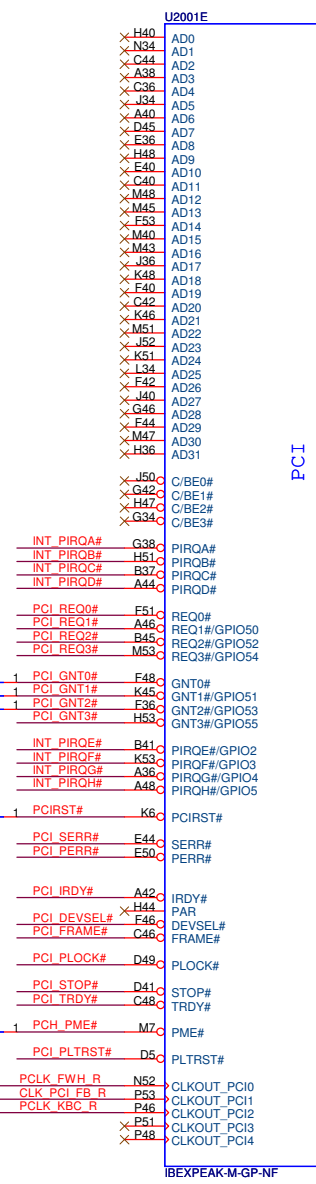 U2001E
H40 AD0
N34 AD1
C44 AD2
A38 AD3
C36 AD4
J34 AD5
A40 AD6
D45 AD7
E36 AD8
H48 AD9
E40 AD10
C40 AD11
M48 AD12
M45 AD13
F53 AD14
M40 AD15
M43 AD16
J36 AD17
K48 AD18
F40 AD19
C42 AD20
K46 AD21
M51 AD22
J52 AD23
K51 AD24
L34 AD25
F42 AD26
J40 AD27
G46 AD28
F44 AD29
M47 AD30
H36 AD31
PCI
J50 C/BE0#
G42 C/BE1#
H47 C/BE2#
G34 C/BE3#
INT_PIRQA# G38 PIRQA#
INT_PIRQB# H51 PIRQB#
INT_PIRQC# B37 PIRQC#
INT_PIRQD# A44 PIRQD#
PCI_REQ0# F51 REQ0#
PCI_REQ1# A46 REQ1#/GPIO50
PCI_REQ2# B45 REQ2#/GPIO52
PCI_REQ3# M53 REQ3#/GPIO54
1 PCI_GNT0# F48 GNT0#
1 PCI_GNT1# K45 GNT1#/GPIO51
1 PCI_GNT2# F36 GNT2#/GPIO53
PCI_GNT3# H53 GNT3#/GPIO55
INT_PIRQE# B41 PIRQE#/GPIO2
INT_PIRQF# K53 PIRQF#/GPIO3
INT_PIRQG# A36 PIRQG#/GPIO4
INT_PIRQH# A48 PIRQH#/GPIO5
1 PCIRST# K6 PCIRST#
PCI_SERR# E44 SERR#
PCI_PERR# E50 PERR#
PCI_IRDY# A42 IRDY#
H44 PAR
PCI_DEVSEL# F46 DEVSEL#
PCI_FRAME# C46 FRAME#
PCI_PLOCK# D49 PLOCK#
PCI_STOP# D41 STOP#
PCI_TRDY# C48 TRDY#
1 PCH_PME# M7 PME#
PCI_PLTRST# D5 PLTRST#
PCLK_FWH_R N52 CLKOUT_PCI0
CLK_PCI_FB_R P53 CLKOUT_PCI1
PCLK_KBC_R P46 CLKOUT_PCI2
P51 CLKOUT_PCI3
P48 CLKOUT_PCI4
IBEXPEAK-M-GP-NF